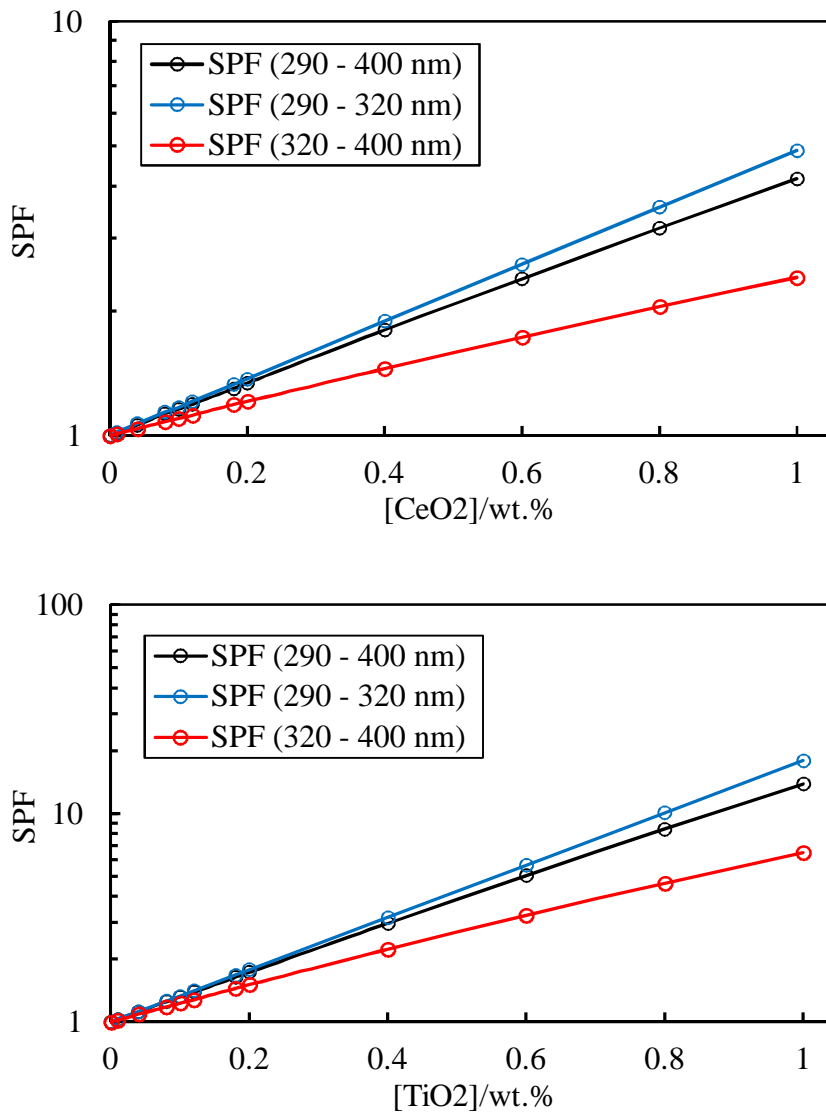 10
SPF (290 - 400 nm)
SPF (290 - 320 nm)
SPF (320 - 400 nm)
SPF
1
0 0.2 0.4 0.6 0.8 1
[CeO2]/wt.%
100
SPF (290 - 400 nm)
SPF (290 - 320 nm)
SPF (320 - 400 nm)
10
SPF
1
0 0.2 0.4 0.6 0.8 1
[TiO2]/wt.%